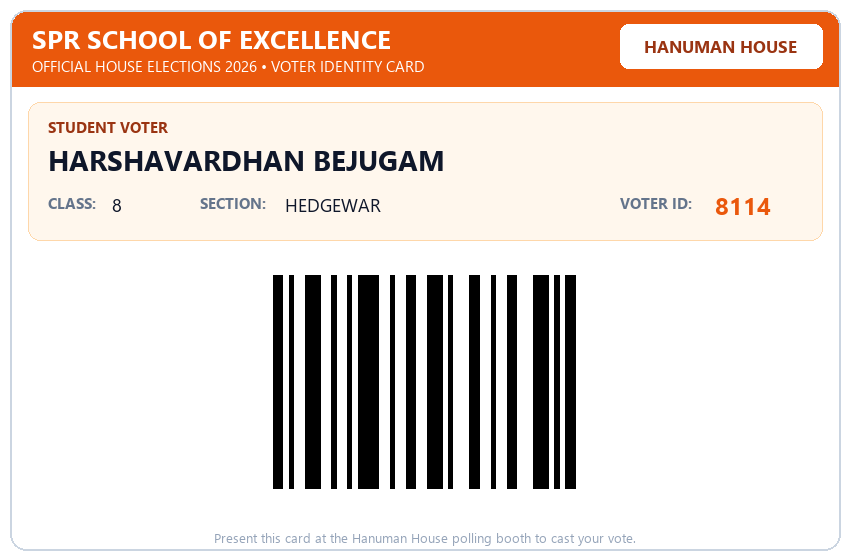 SPR SCHOOL OF EXCELLENCE
OFFICIAL HOUSE ELECTIONS 2026 • VOTER IDENTITY CARD
HANUMAN HOUSE
STUDENT VOTER
HARSHAVARDHAN BEJUGAM
CLASS: 8 SECTION: HEDGEWAR VOTER ID: 8114
Present this card at the Hanuman House polling booth to cast your vote.